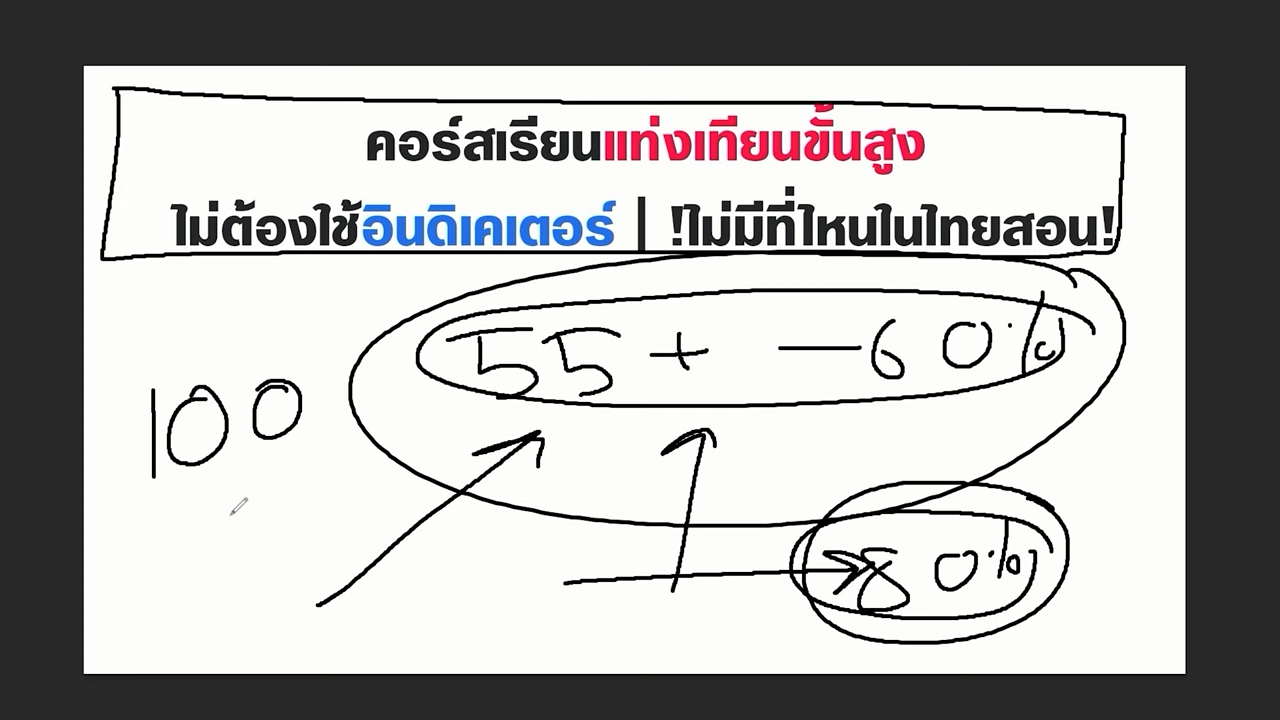 คอร์สเรียนแท่งเทียนขั้นสูง
ไม่ต้องใช้อินดิเคเตอร์ | !ไม่มีที่ไหนในไทยสอน!
55 + — 60%
100
80%